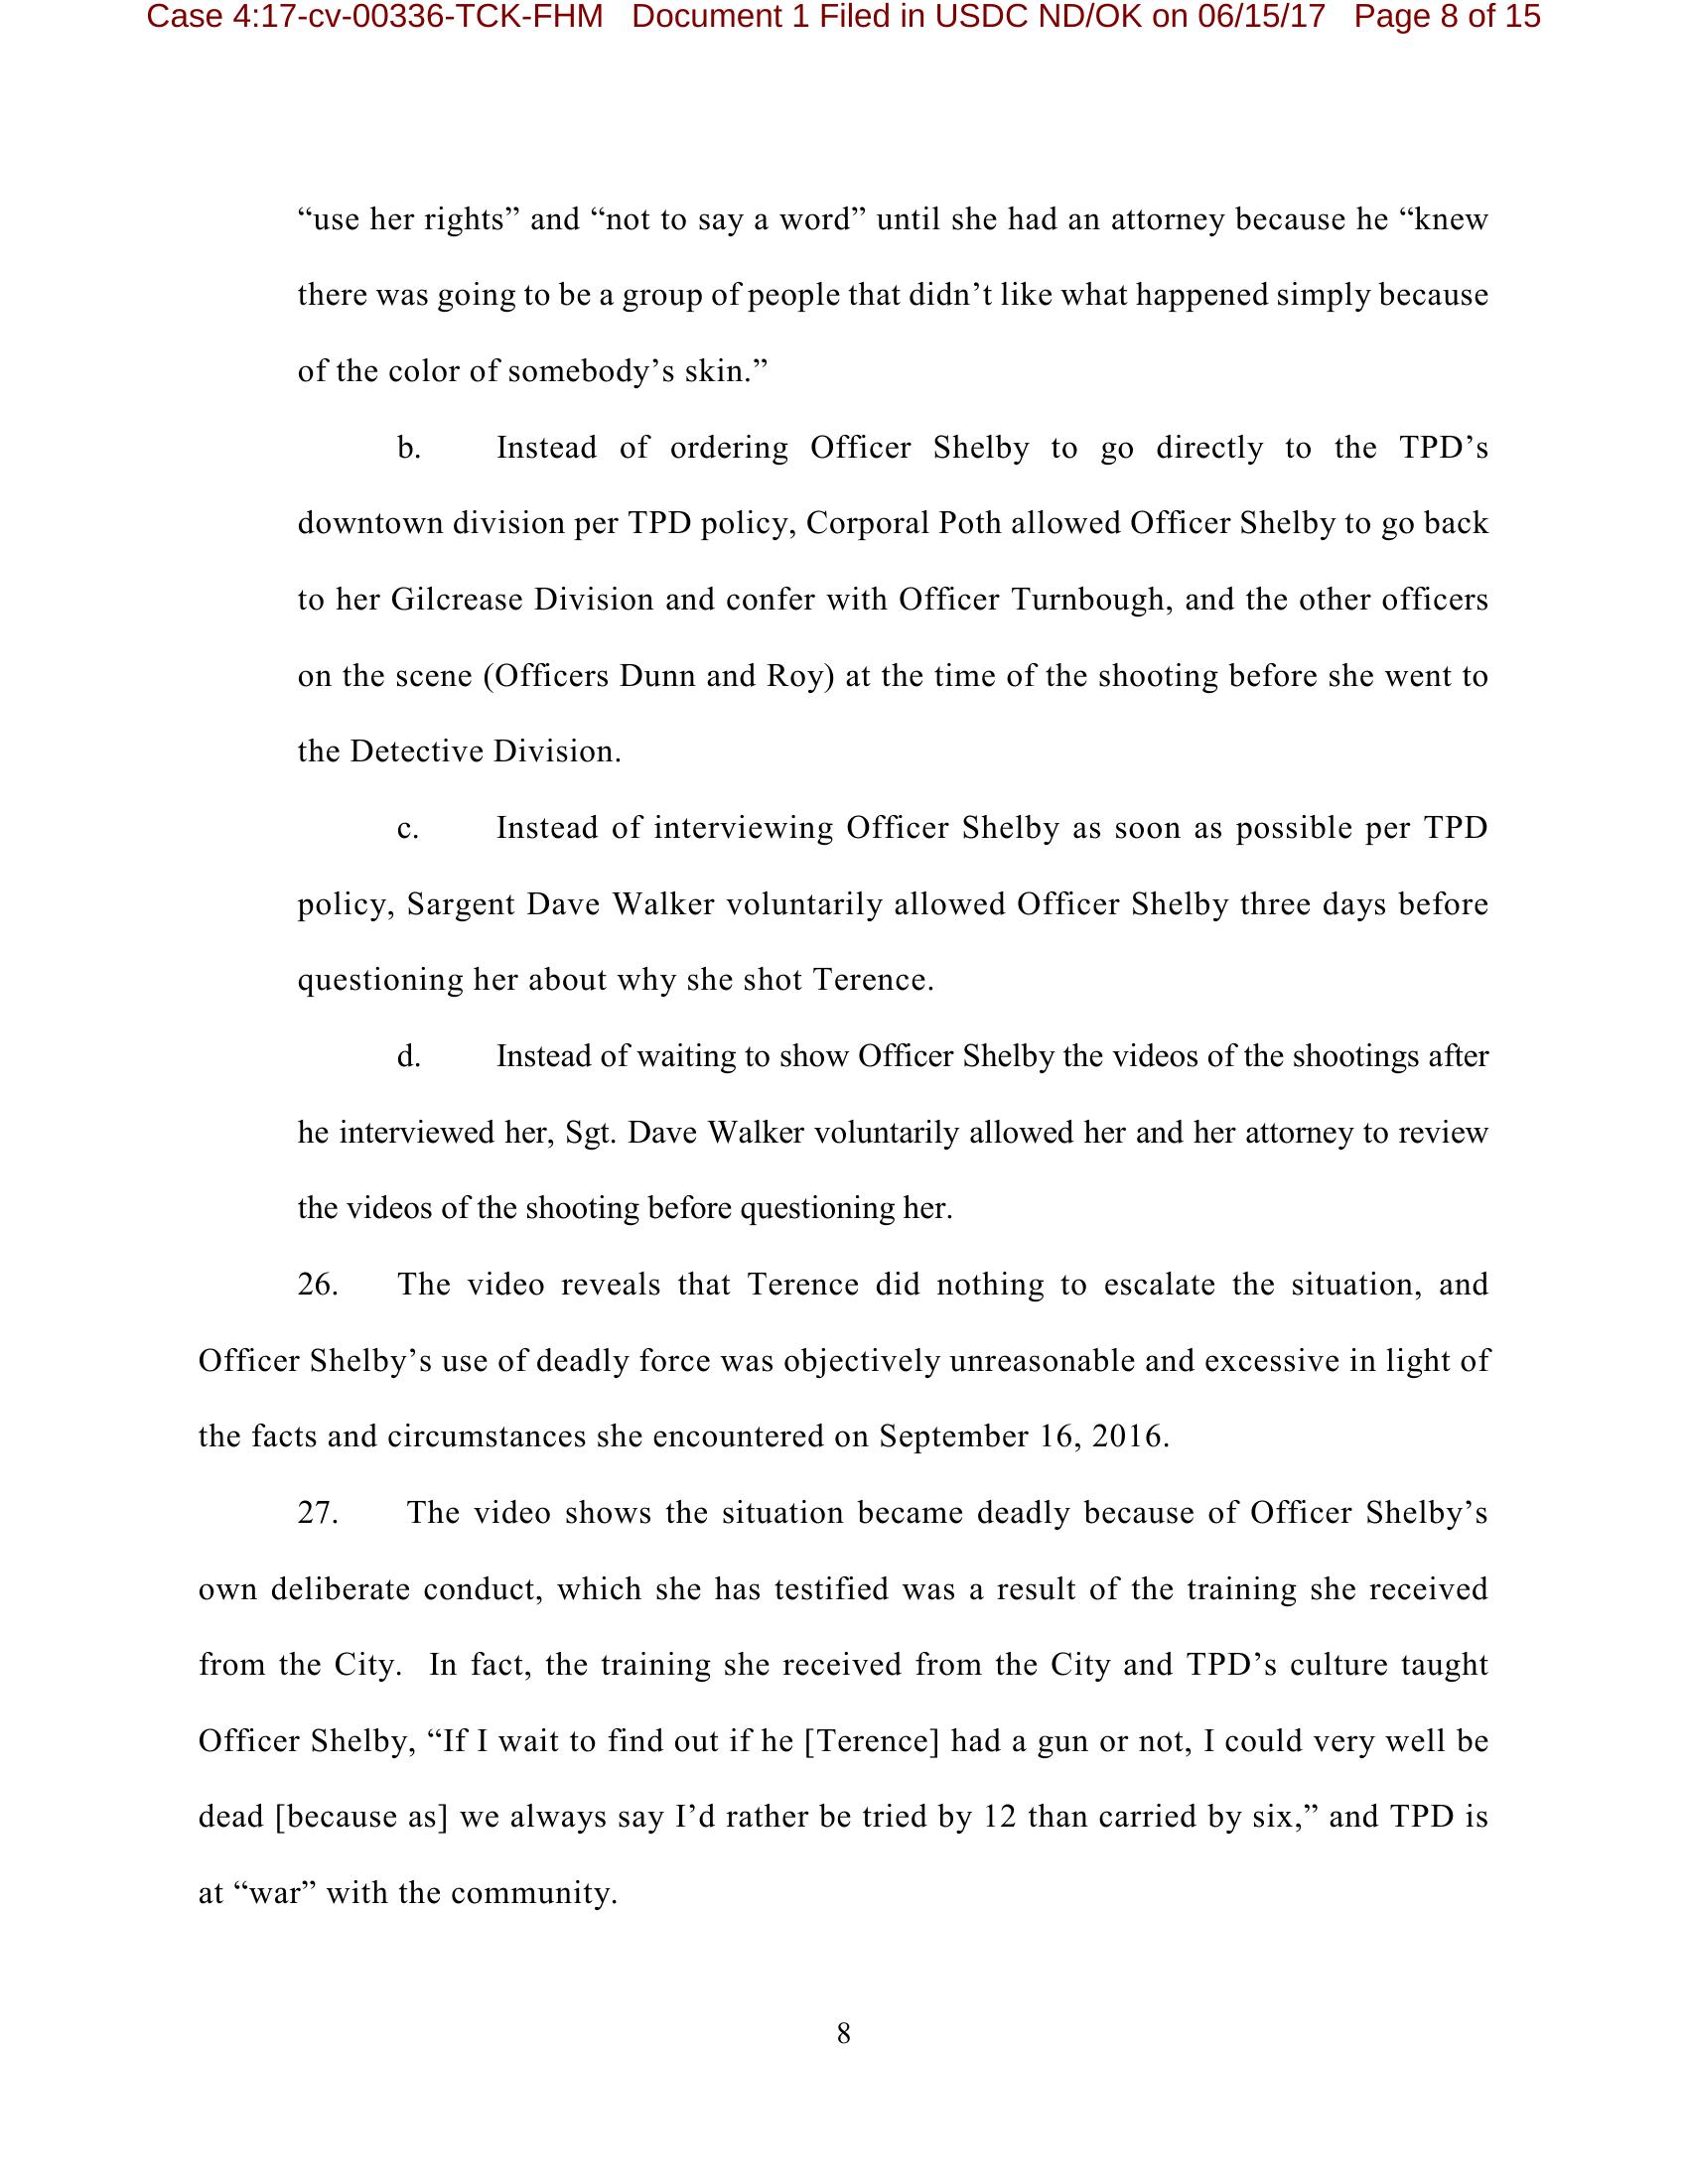 Case 4:17-cv-00336-TCK-FHM Document 1 Filed in USDC ND/OK on 06/15/17 Page 8 of 15
“use her rights” and “not to say a word” until she had an attorney because he “knew
there was going to be a group of people that didn’t like what happened simply because
of the color of somebody’s skin.”
b. Instead of ordering Officer Shelby to go directly to the TPD’s
downtown division per TPD policy, Corporal Poth allowed Officer Shelby to go back
to her Gilcrease Division and confer with Officer Turnbough, and the other officers
on the scene (Officers Dunn and Roy) at the time of the shooting before she went to
the Detective Division.
c. Instead of interviewing Officer Shelby as soon as possible per TPD
policy, Sargent Dave Walker voluntarily allowed Officer Shelby three days before
questioning her about why she shot Terence.
d. Instead of waiting to show Officer Shelby the videos of the shootings after
he interviewed her, Sgt. Dave Walker voluntarily allowed her and her attorney to review
the videos of the shooting before questioning her.
26. The video reveals that Terence did nothing to escalate the situation, and
Officer Shelby’s use of deadly force was objectively unreasonable and excessive in light of
the facts and circumstances she encountered on September 16, 2016.
27. The video shows the situation became deadly because of Officer Shelby’s
own deliberate conduct, which she has testified was a result of the training she received
from the City. In fact, the training she received from the City and TPD’s culture taught
Officer Shelby, “If I wait to find out if he [Terence] had a gun or not, I could very well be
dead [because as] we always say I’d rather be tried by 12 than carried by six,” and TPD is
at “war” with the community.
8